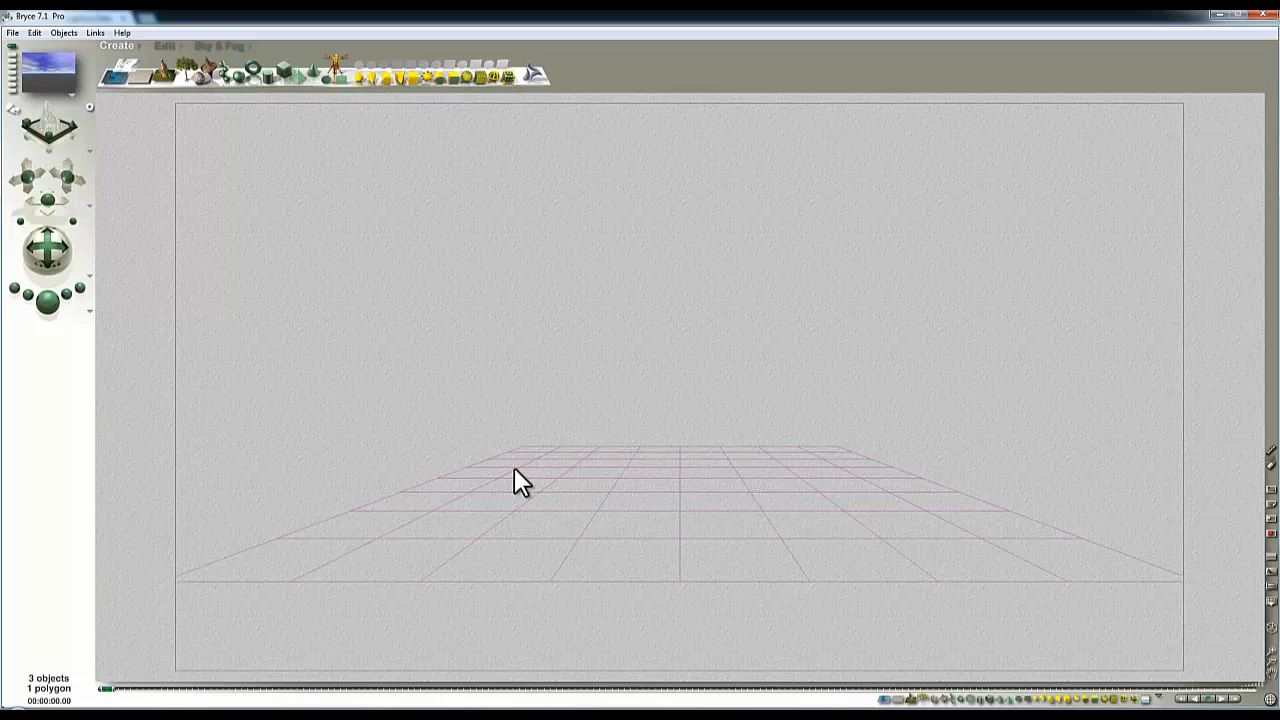 Bryce 7.1 Pro
File Edit Objects Links Help
Create Edit Sky & Fog
3 objects
1 polygon
00:00:00.00